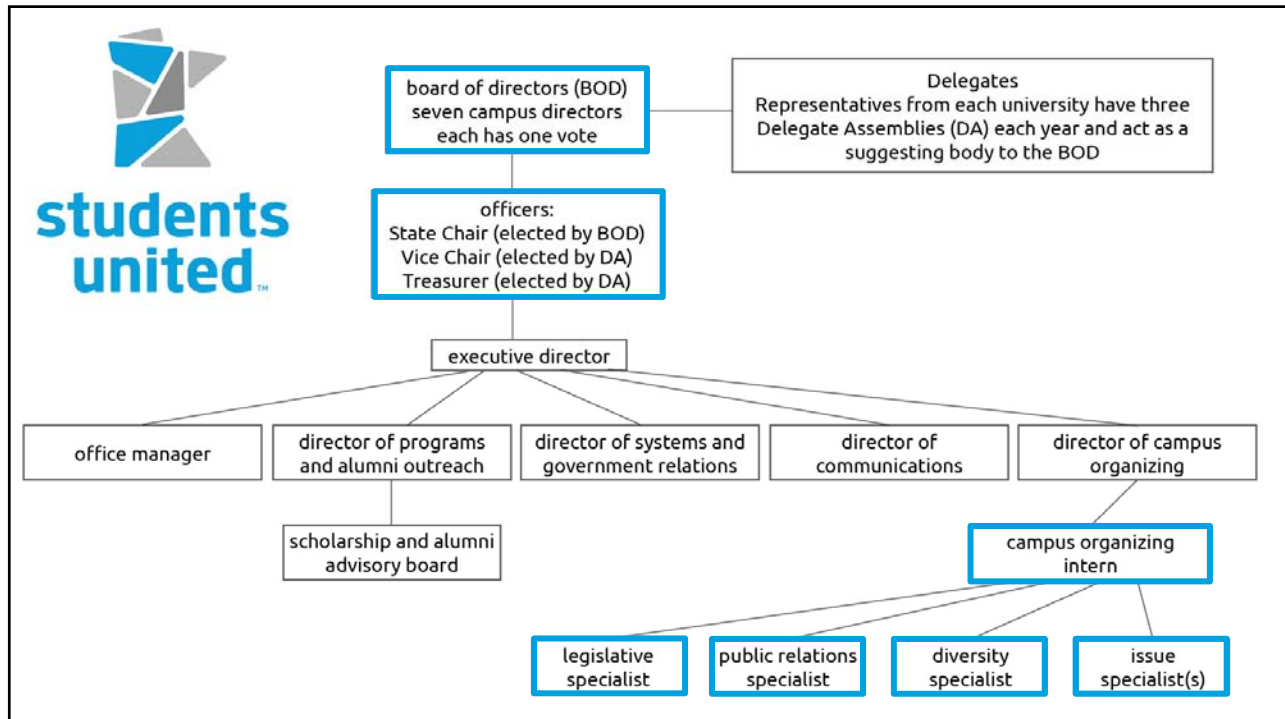 students
united™
board of directors (BOD)
seven campus directors
each has one vote
Delegates
Representatives from each university have three
Delegate Assemblies (DA) each year and act as a
suggesting body to the BOD
officers:
State Chair (elected by BOD)
Vice Chair (elected by DA)
Treasurer (elected by DA)
executive director
office manager
director of programs
and alumni outreach
director of systems and
government relations
director of
communications
director of campus
organizing
scholarship and alumni
advisory board
campus organizing
intern
legislative
specialist
public relations
specialist
diversity
specialist
issue
specialist(s)